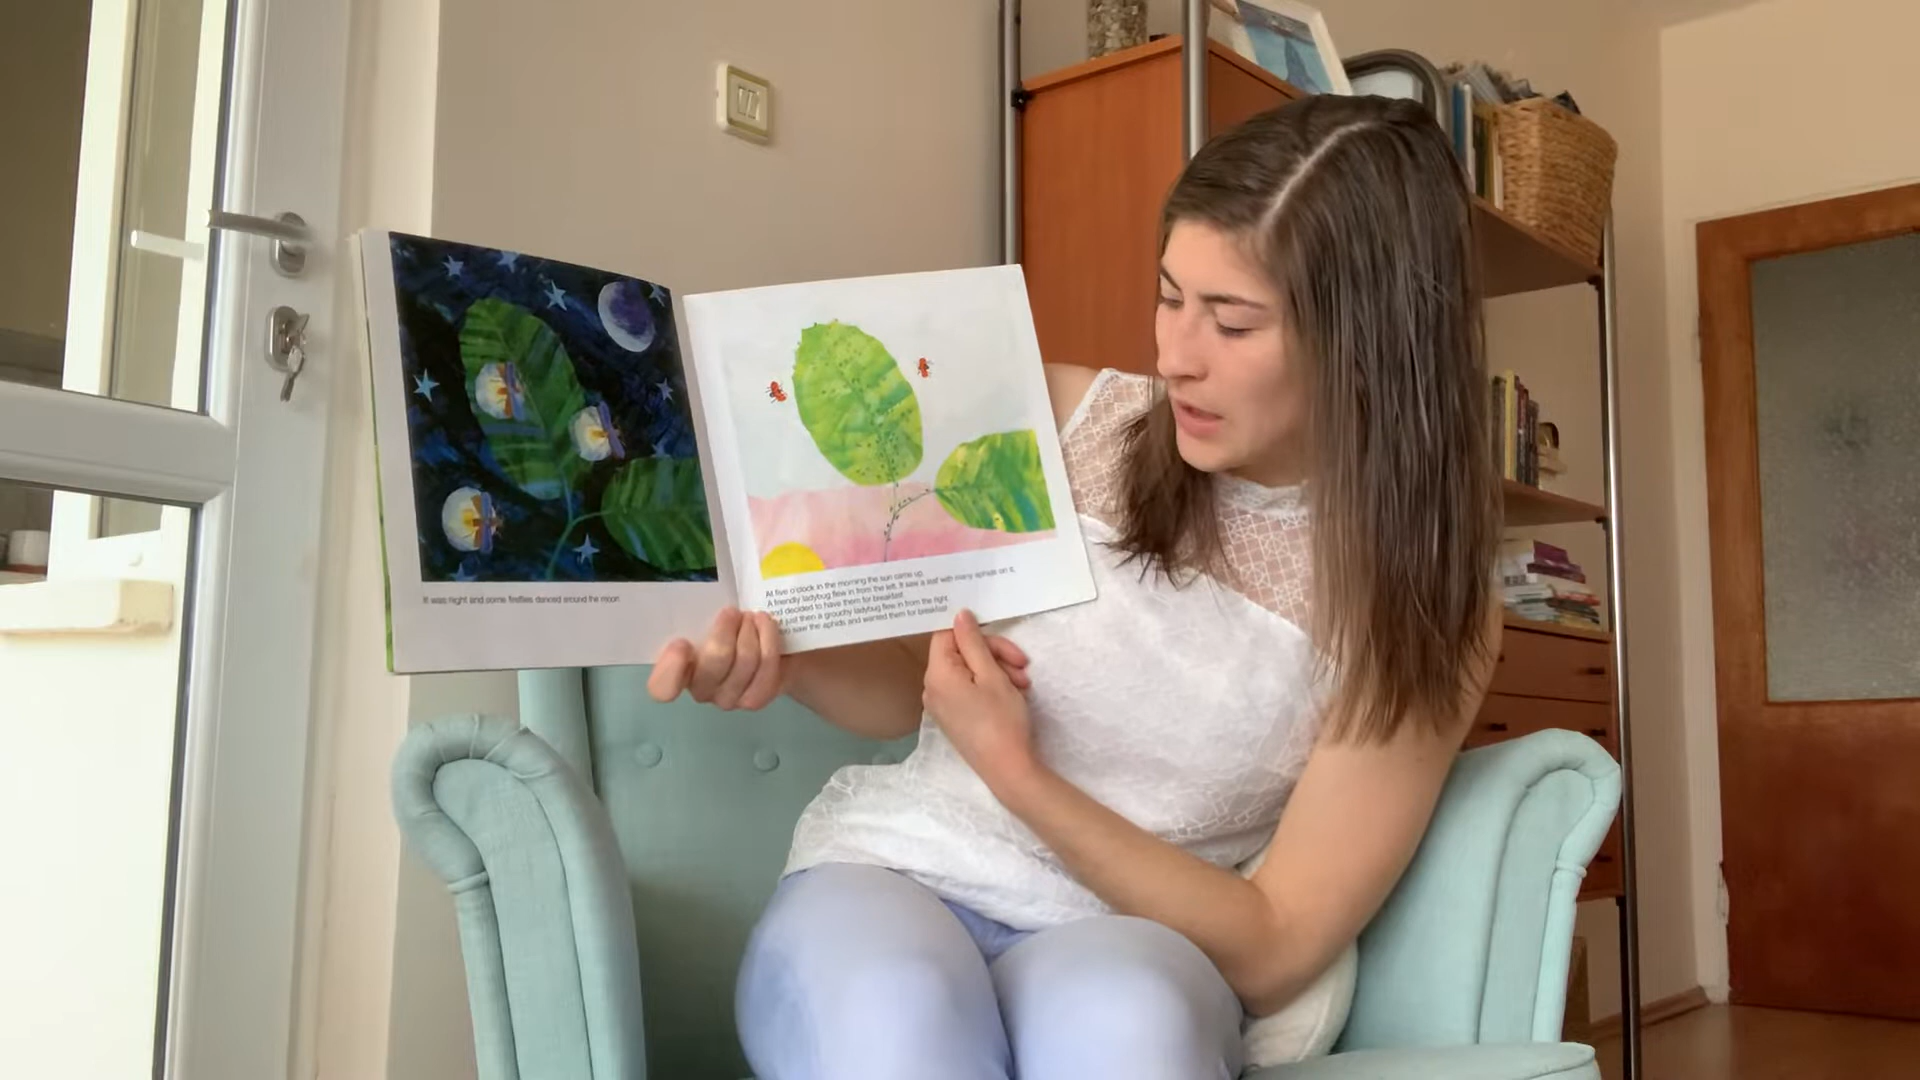 It was night and some fireflies danced around the moon.
At five o'clock in the morning the sun came up.
A friendly ladybug flew in from the left. It saw a leaf with many aphids on it,
and decided to have them for breakfast.
But just then a grouchy ladybug flew in from the right.
saw the aphids and wanted them for breakfast.